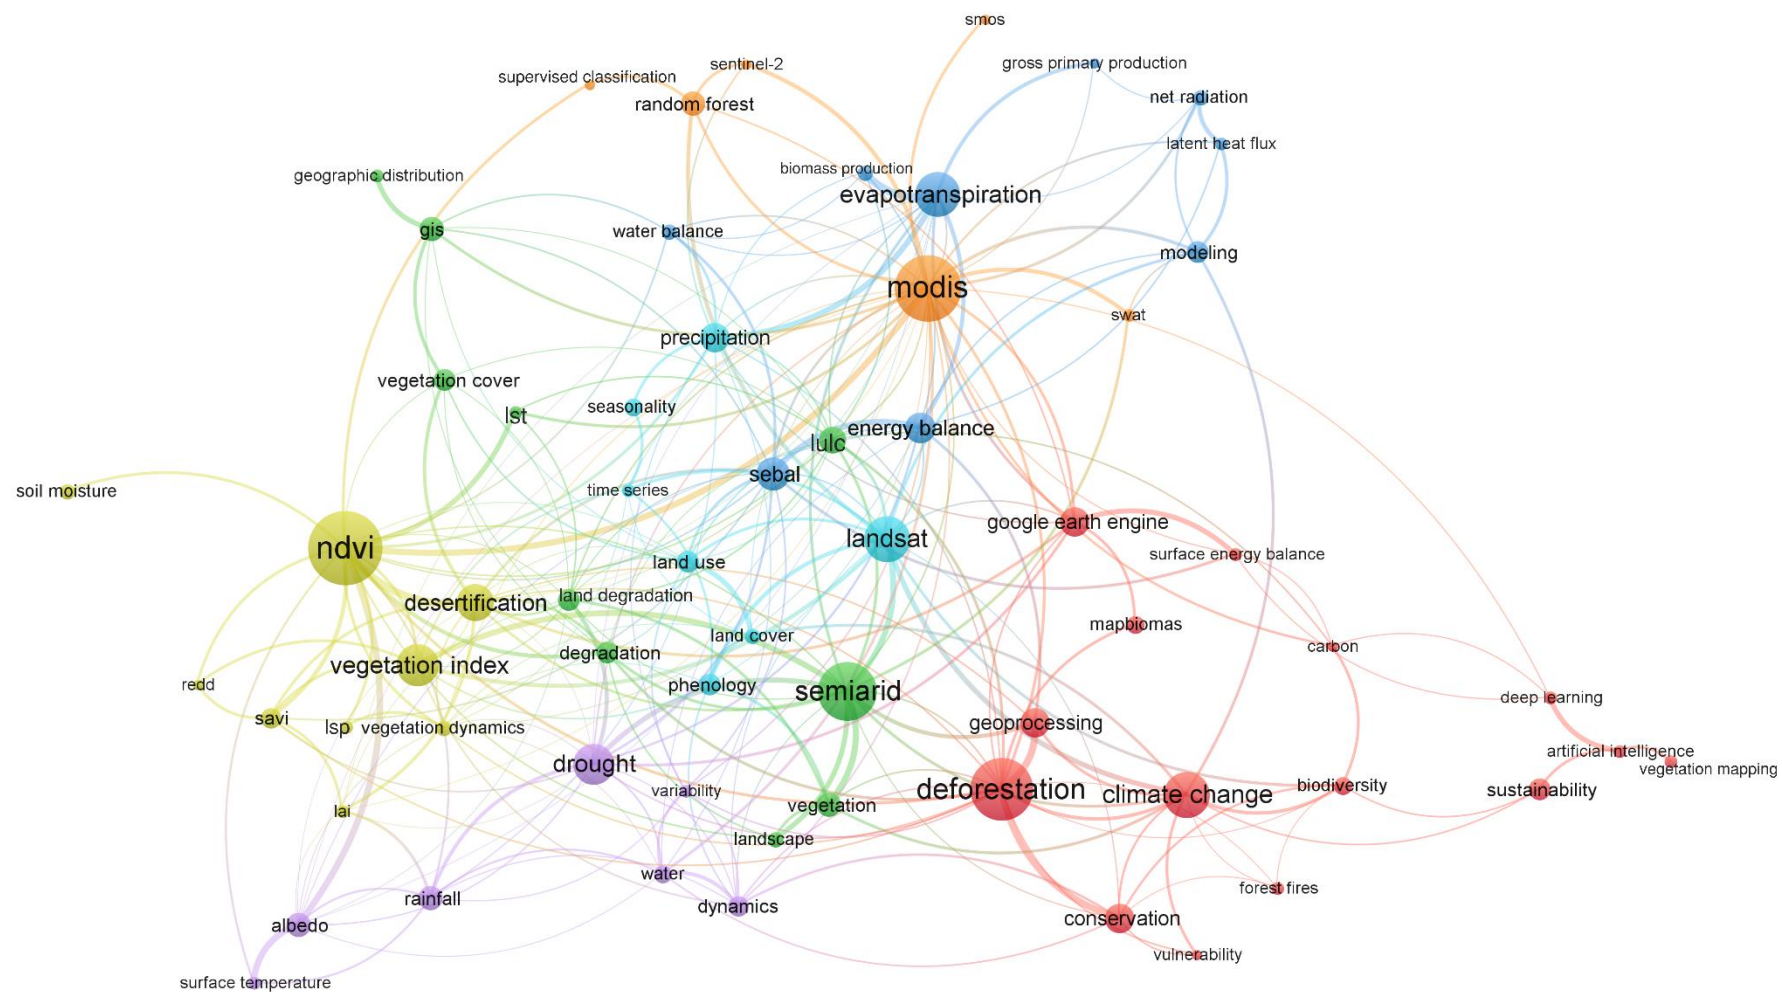 smos
sentinel-2
gross primary production
supervised classification
net radiation
random forest
latent heat flux
biomass production
geographic distribution
evapotranspiration
gis
water balance
modeling
modis
swat
precipitation
vegetation cover
seasonality
lst
energy balance
lulc
sebal
time series
soil moisture
google earth engine
landsat
ndvi
surface energy balance
land use
land degradation
desertification
mapbiomas
land cover
carbon
degradation
vegetation index
phenology
redd
semiarid
deep learning
savi
lsp
vegetation dynamics
geoprocessing
artificial intelligence
drought
vegetation mapping
biodiversity
variability
deforestation
climate change
sustainability
vegetation
lai
landscape
water
forest fires
rainfall
dynamics
conservation
albedo
vulnerability
surface temperature